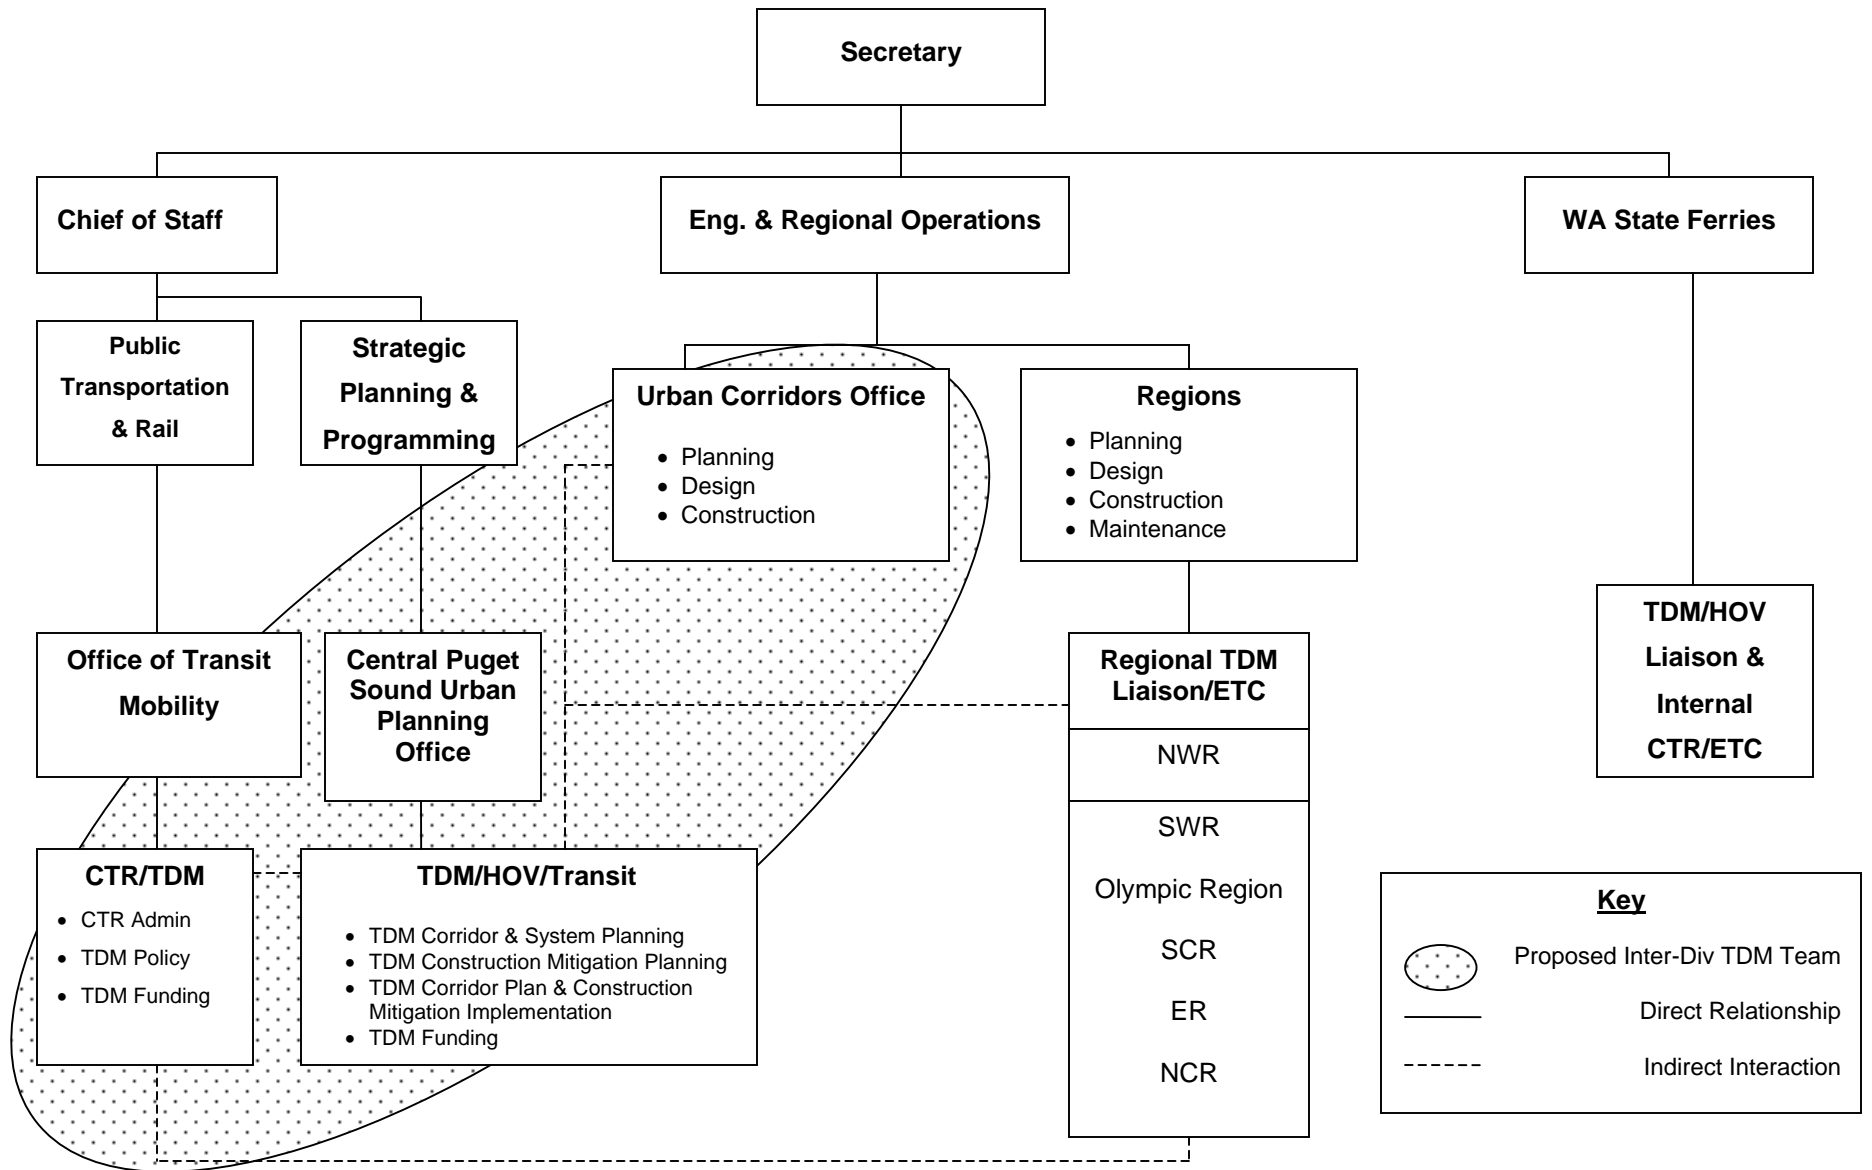 Secretary
Chief of Staff
Eng. & Regional Operations
WA State Ferries
Public
Transportation
& Rail
Strategic
Planning &
Programming
Urban Corridors Office
• Planning
• Design
• Construction
Regions
• Planning
• Design
• Construction
• Maintenance
Office of Transit
Mobility
Central Puget
Sound Urban
Planning
Office
Regional TDM
Liaison/ETC
NWR
SWR
Olympic Region
SCR
ER
NCR
TDM/HOV
Liaison &
Internal
CTR/ETC
CTR/TDM
• CTR Admin
• TDM Policy
• TDM Funding
TDM/HOV/Transit
• TDM Corridor & System Planning
• TDM Construction Mitigation Planning
• TDM Corridor Plan & Construction
Mitigation Implementation
• TDM Funding
Key
Proposed Inter-Div TDM Team
Direct Relationship
Indirect Interaction